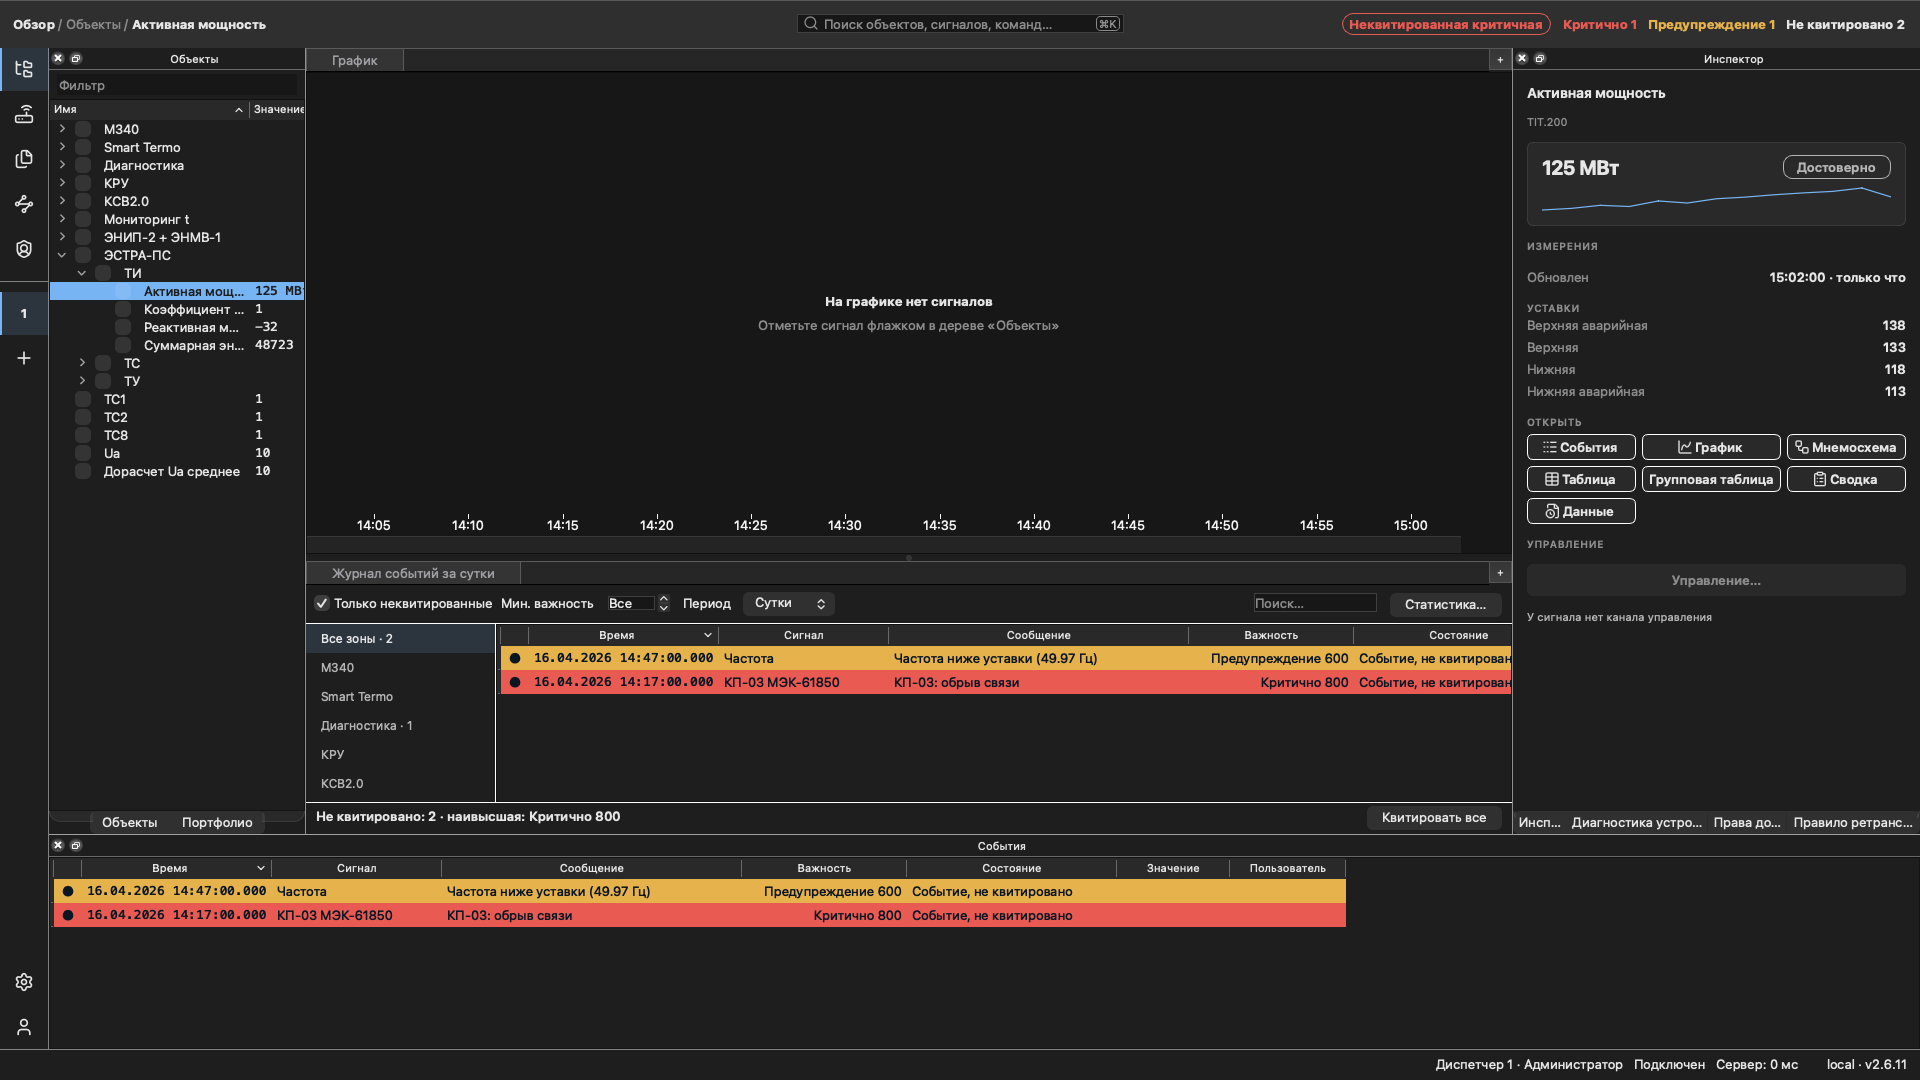 Обзор / Объекты / Активная мощность
Поиск объектов, сигналов, команд... ⌘K
Неквитированная критичная Критично 1 Предупреждение 1 Не квитировано 2
Объекты
Фильтр
Имя Значение
М340
Smart Termo
Диагностика
КРУ
КСВ2.0
Мониторинг t
ЭНИП-2 + ЭНМВ-1
ЭСТРА-ПС
ТИ
Активная мощ... 125 МВ
Коэффициент ... 1
Реактивная м... −32
Суммарная эн... 48723
ТС
ТУ
ТС1 1
ТС2 1
ТС8 1
Ua 10
Дорасчет Ua среднее 10
Объекты Портфолио
1
График
+
На графике нет сигналов
Отметьте сигнал флажком в дереве «Объекты»
14:05 14:10 14:15 14:20 14:25 14:30 14:35 14:40 14:45 14:50 14:55 15:00
Журнал событий за сутки
+
Только неквитированные Мин. важность Все Период Сутки Поиск... Статистика...
Все зоны · 2
М340
Smart Termo
Диагностика · 1
КРУ
КСВ2.0
Время Сигнал Сообщение Важность Состояние
16.04.2026 14:47:00.000 Частота Частота ниже уставки (49.97 Гц) Предупреждение 600 Событие, не квитирован
16.04.2026 14:17:00.000 КП-03 МЭК-61850 КП-03: обрыв связи Критично 800 Событие, не квитирован
Не квитировано: 2 · наивысшая: Критично 800 Квитировать все
Инспектор
Активная мощность
TIT.200
125 МВт Достоверно
ИЗМЕРЕНИЯ
Обновлен 15:02:00 · только что
УСТАВКИ
Верхняя аварийная 138
Верхняя 133
Нижняя 118
Нижняя аварийная 113
ОТКРЫТЬ
События График Мнемосхема
Таблица Групповая таблица Сводка
Данные
УПРАВЛЕНИЕ
Управление...
У сигнала нет канала управления
Инсп... Диагностика устро... Права до... Правило ретранс...
События
Время Сигнал Сообщение Важность Состояние Значение Пользователь
16.04.2026 14:47:00.000 Частота Частота ниже уставки (49.97 Гц) Предупреждение 600 Событие, не квитировано
16.04.2026 14:17:00.000 КП-03 МЭК-61850 КП-03: обрыв связи Критично 800 Событие, не квитировано
Диспетчер 1 · Администратор Подключен Сервер: 0 мс local · v2.6.11